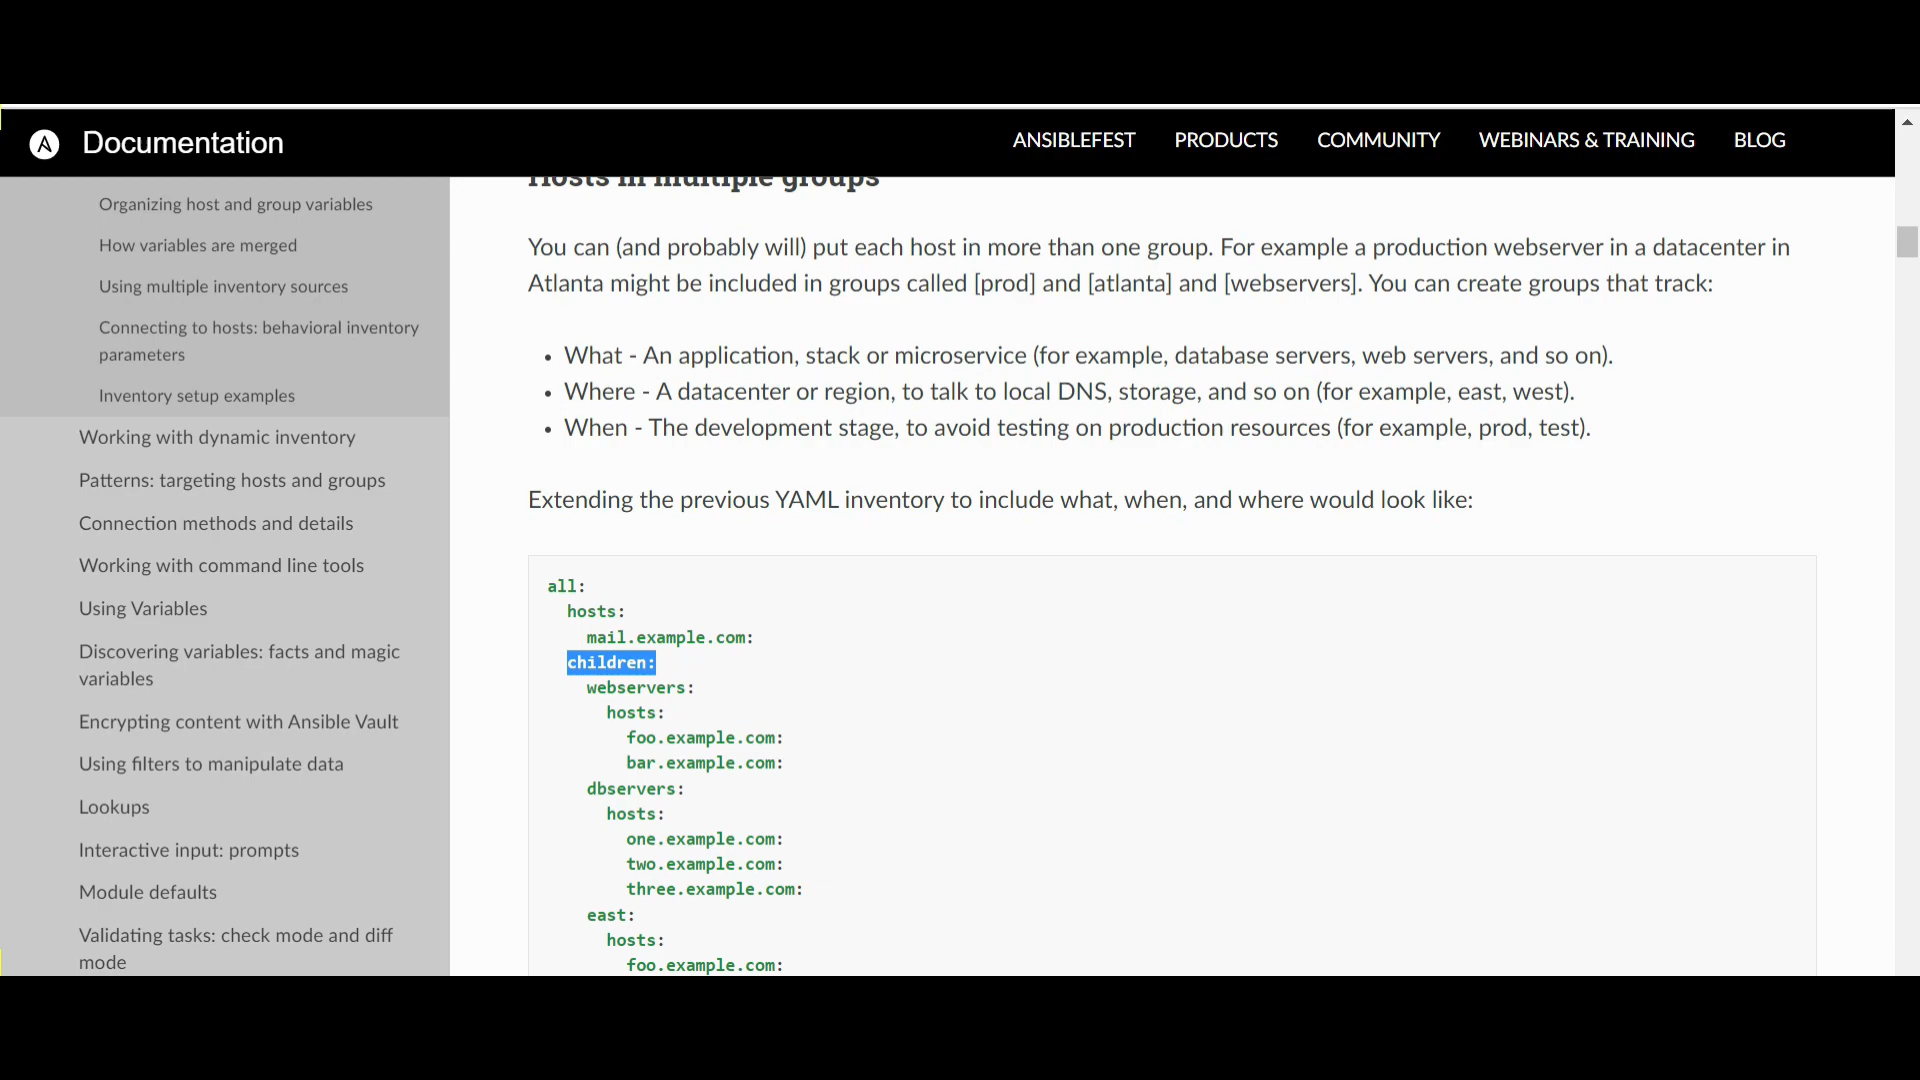 Documentation
ANSIBLEFEST PRODUCTS COMMUNITY WEBINARS & TRAINING BLOG
Organizing host and group variables
How variables are merged
Using multiple inventory sources
Connecting to hosts: behavioral inventory
parameters
Inventory setup examples
Working with dynamic inventory
Patterns: targeting hosts and groups
Connection methods and details
Working with command line tools
Using Variables
Discovering variables: facts and magic
variables
Encrypting content with Ansible Vault
Using filters to manipulate data
Lookups
Interactive input: prompts
Module defaults
Validating tasks: check mode and diff
mode
Hosts in multiple groups
You can (and probably will) put each host in more than one group. For example a production webserver in a datacenter in
Atlanta might be included in groups called [prod] and [atlanta] and [webservers]. You can create groups that track:
• What - An application, stack or microservice (for example, database servers, web servers, and so on).
• Where - A datacenter or region, to talk to local DNS, storage, and so on (for example, east, west).
• When - The development stage, to avoid testing on production resources (for example, prod, test).
Extending the previous YAML inventory to include what, when, and where would look like:
all:
hosts:
mail.example.com:
children:
webservers:
hosts:
foo.example.com:
bar.example.com:
dbservers:
hosts:
one.example.com:
two.example.com:
three.example.com:
east:
hosts:
foo.example.com: